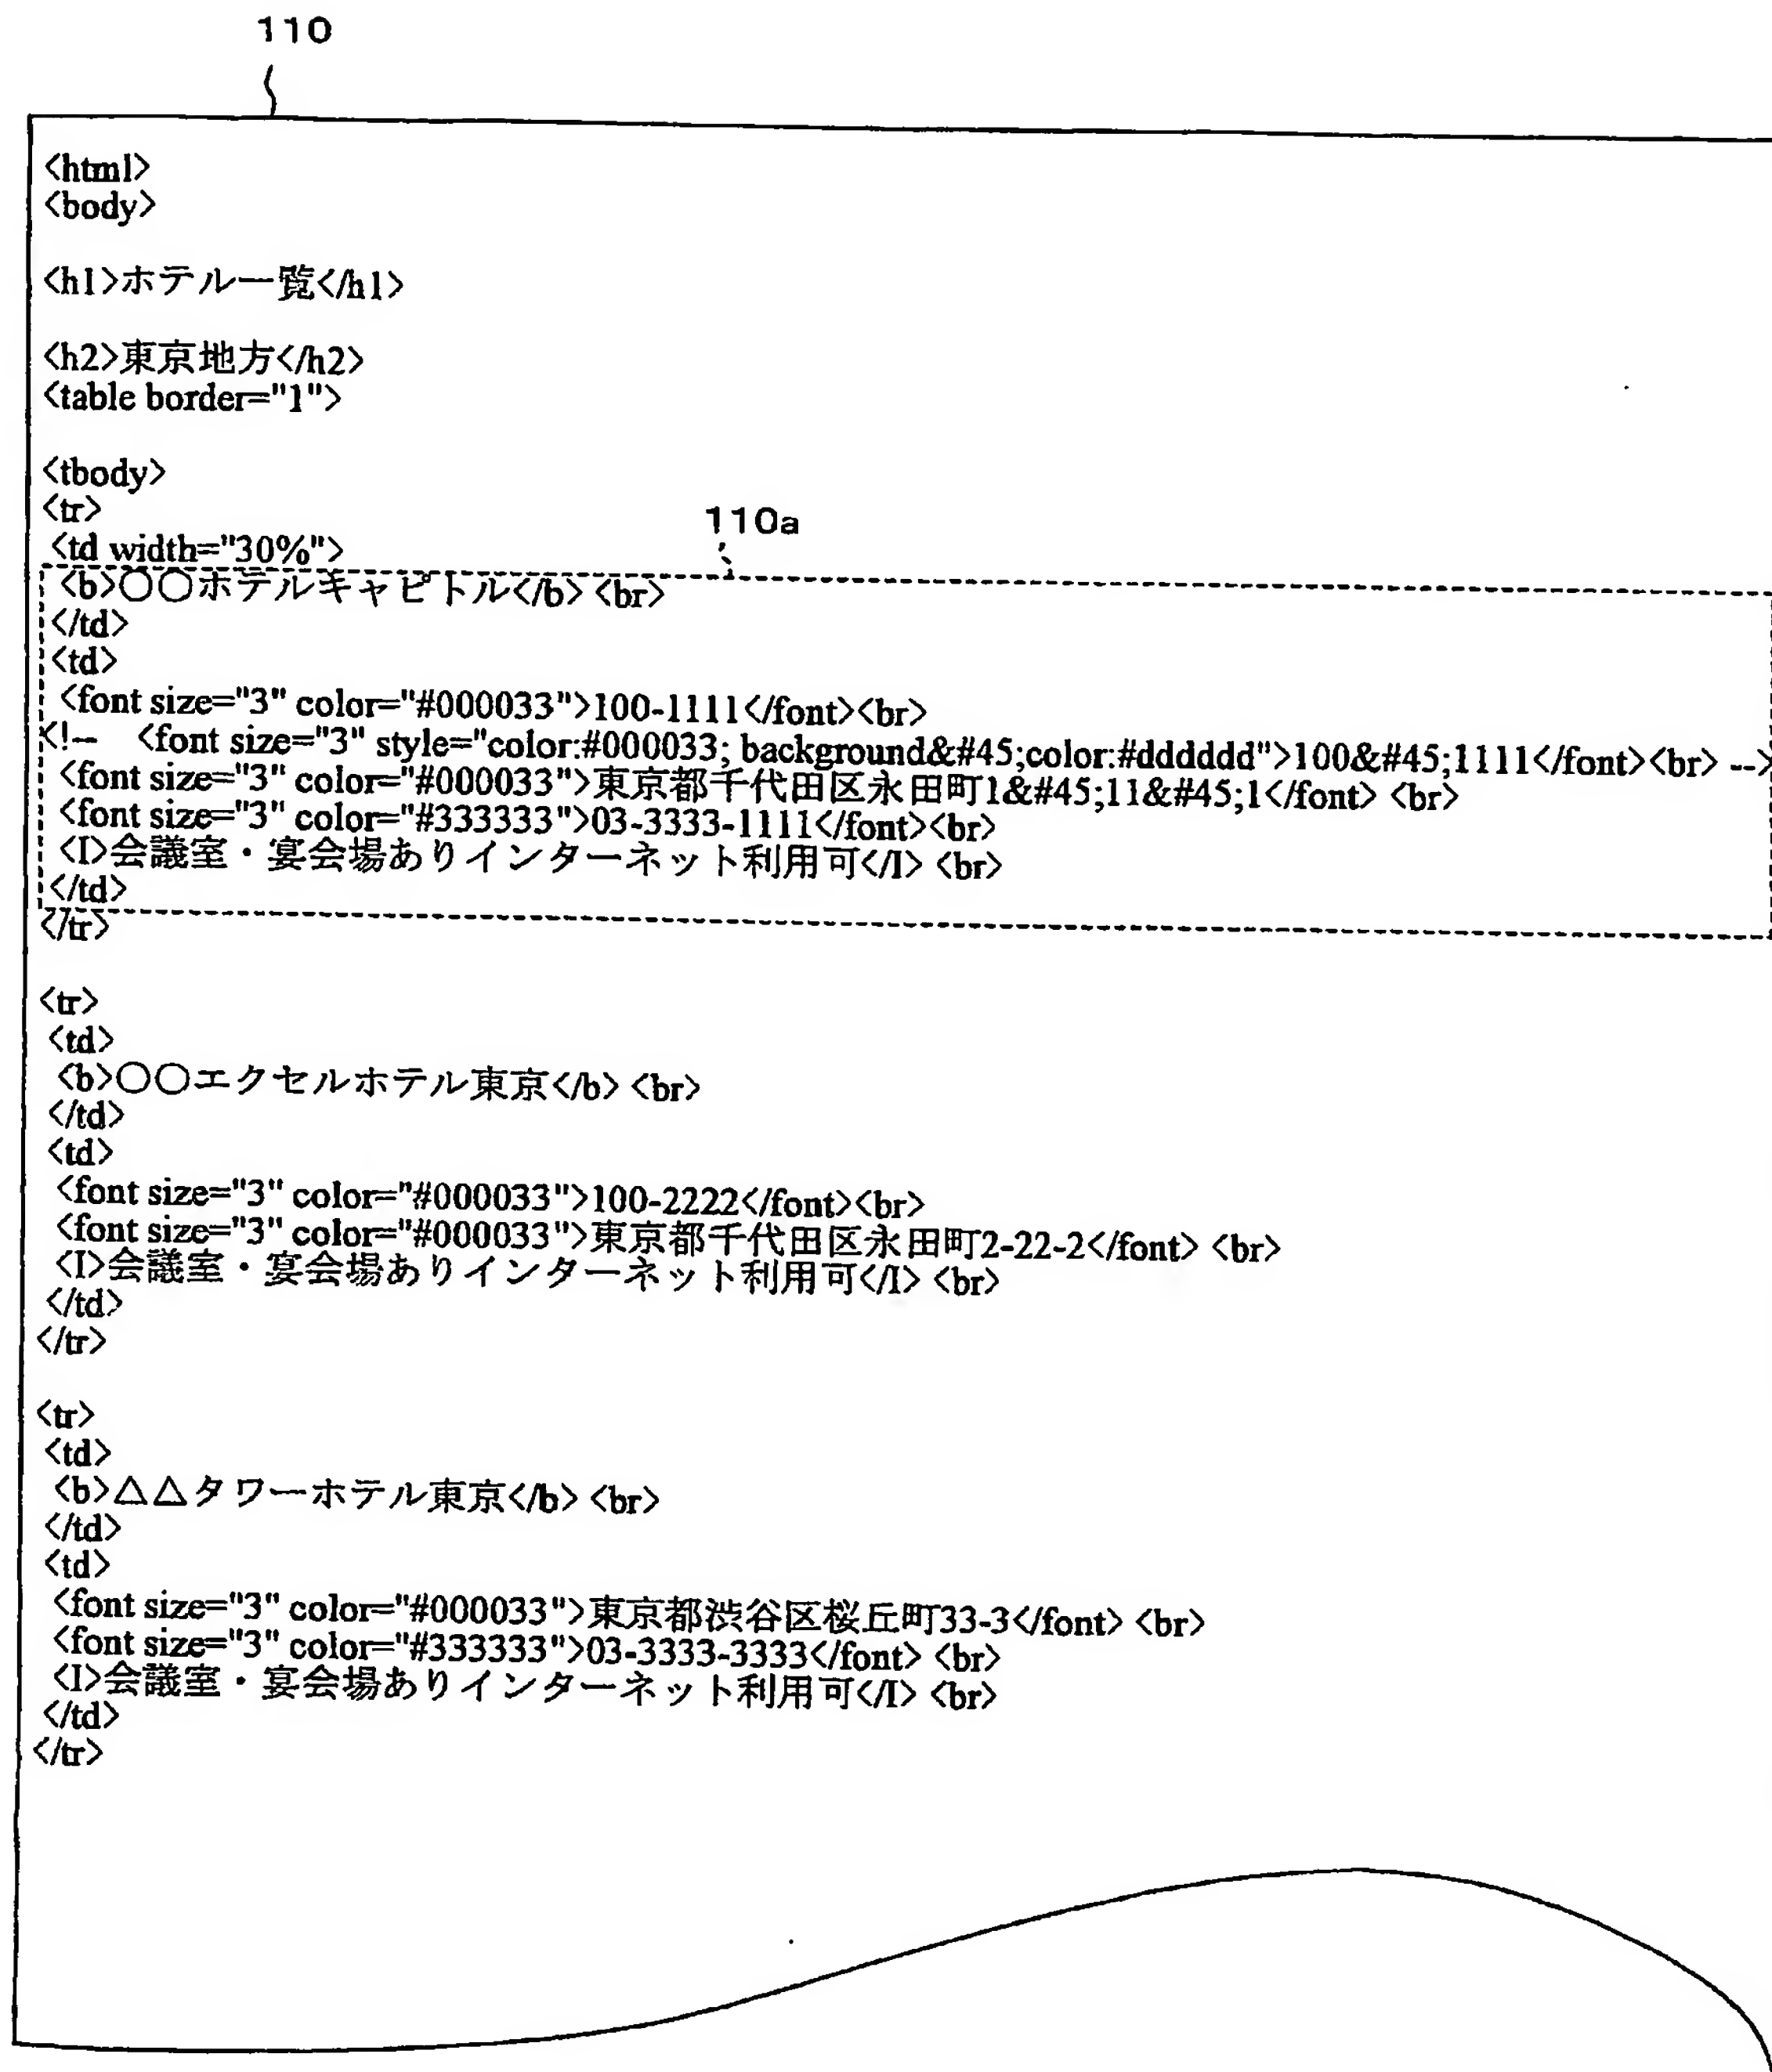 110
<html>
<body>
<h1>ホテル一覧</h1>
<h2>東京地方</h2>
<table border="1">
<tbody>
<tr>
110a
<td width="30%">
<b>○○ホテルキャピトル</b> <br>
</td>
<td>
<font size="3" color="#000033">100-1111</font><br>
<!--   <font size="3" style="color:#000033; background&#45;color:#dddddd">100&#45;1111</font><br> -->
<font size="3" color="#000033">東京都千代田区永田町1&#45;11&#45;1</font> <br>
<font size="3" color="#333333">03-3333-1111</font><br>
<I>会議室・宴会場ありインターネット利用可</I> <br>
</td>
</tr>
<tr>
<td>
<b>○○エクセルホテル東京</b> <br>
</td>
<td>
<font size="3" color="#000033">100-2222</font><br>
<font size="3" color="#000033">東京都千代田区永田町2-22-2</font> <br>
<I>会議室・宴会場ありインターネット利用可</I> <br>
</td>
</tr>
<tr>
<td>
<b>△△タワーホテル東京</b> <br>
</td>
<td>
<font size="3" color="#000033">東京都渋谷区桜丘町33-3</font> <br>
<font size="3" color="#333333">03-3333-3333</font> <br>
<I>会議室・宴会場ありインターネット利用可</I> <br>
</td>
</tr>